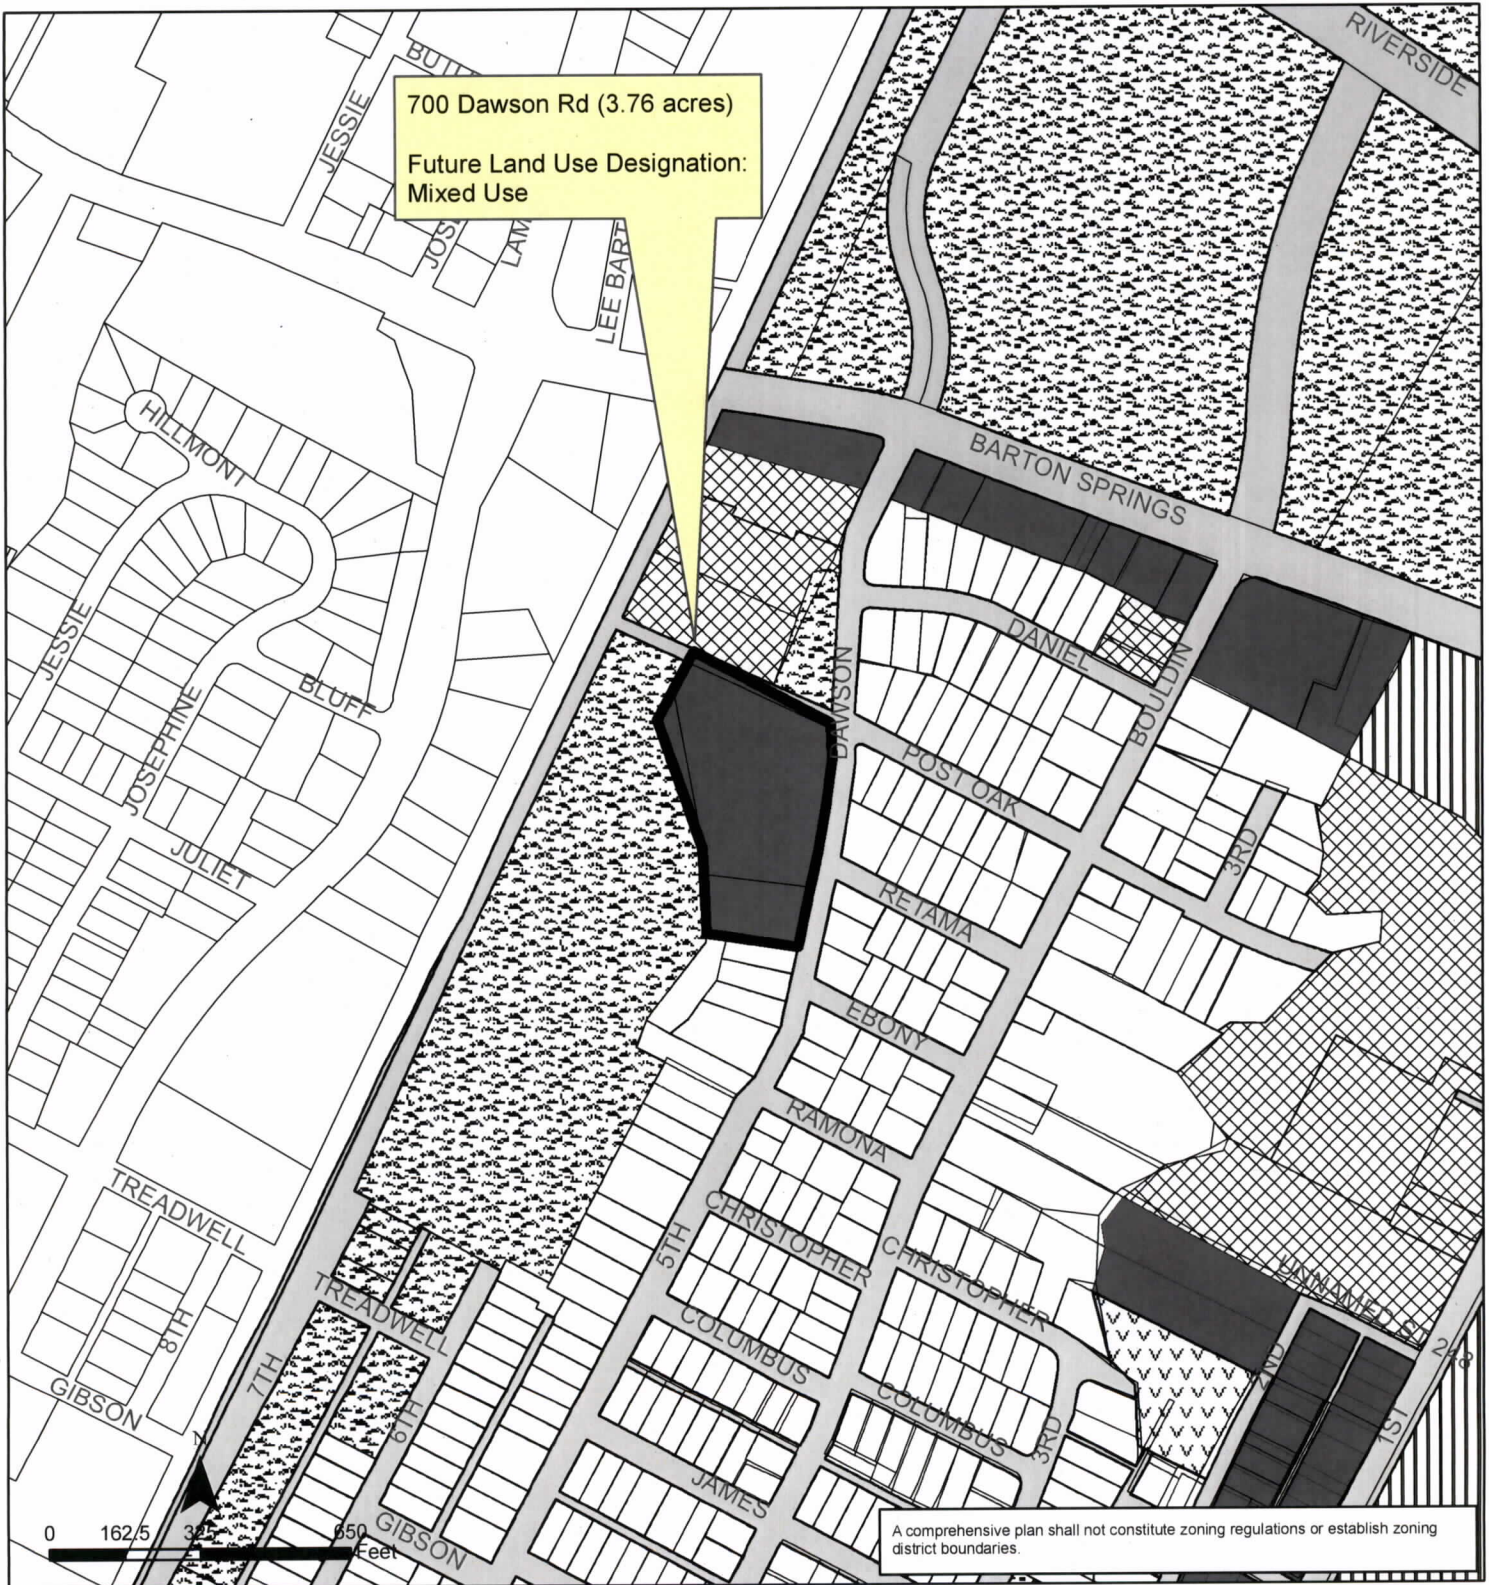 RIVERSIDE
JESSIE
700 Dawson Rd (3.76 acres)
Future Land Use Designation:
Mixed Use
LEE BART
HILLMONT
BARTON SPRINGS
JESSIE
JOSEPHINE
BLUFF
DANIEL
DAWSON
BOULDIN
POST OAK
JULIET
3RD
RETAMA
EBONY
RAMONA
TREADWELL
CHRISTOPHER
5TH
CHRISTOPHER
UNNAMED S
248
8TH
TREADWELL
COLUMBUS
2ND
GIBSON
7TH
6TH
COLUMBUS
3RD
1ST
N
JAMES
0 162.5 325 650
Feet
GIBSON
A comprehensive plan shall not constitute zoning regulations or establish zoning
district boundaries.